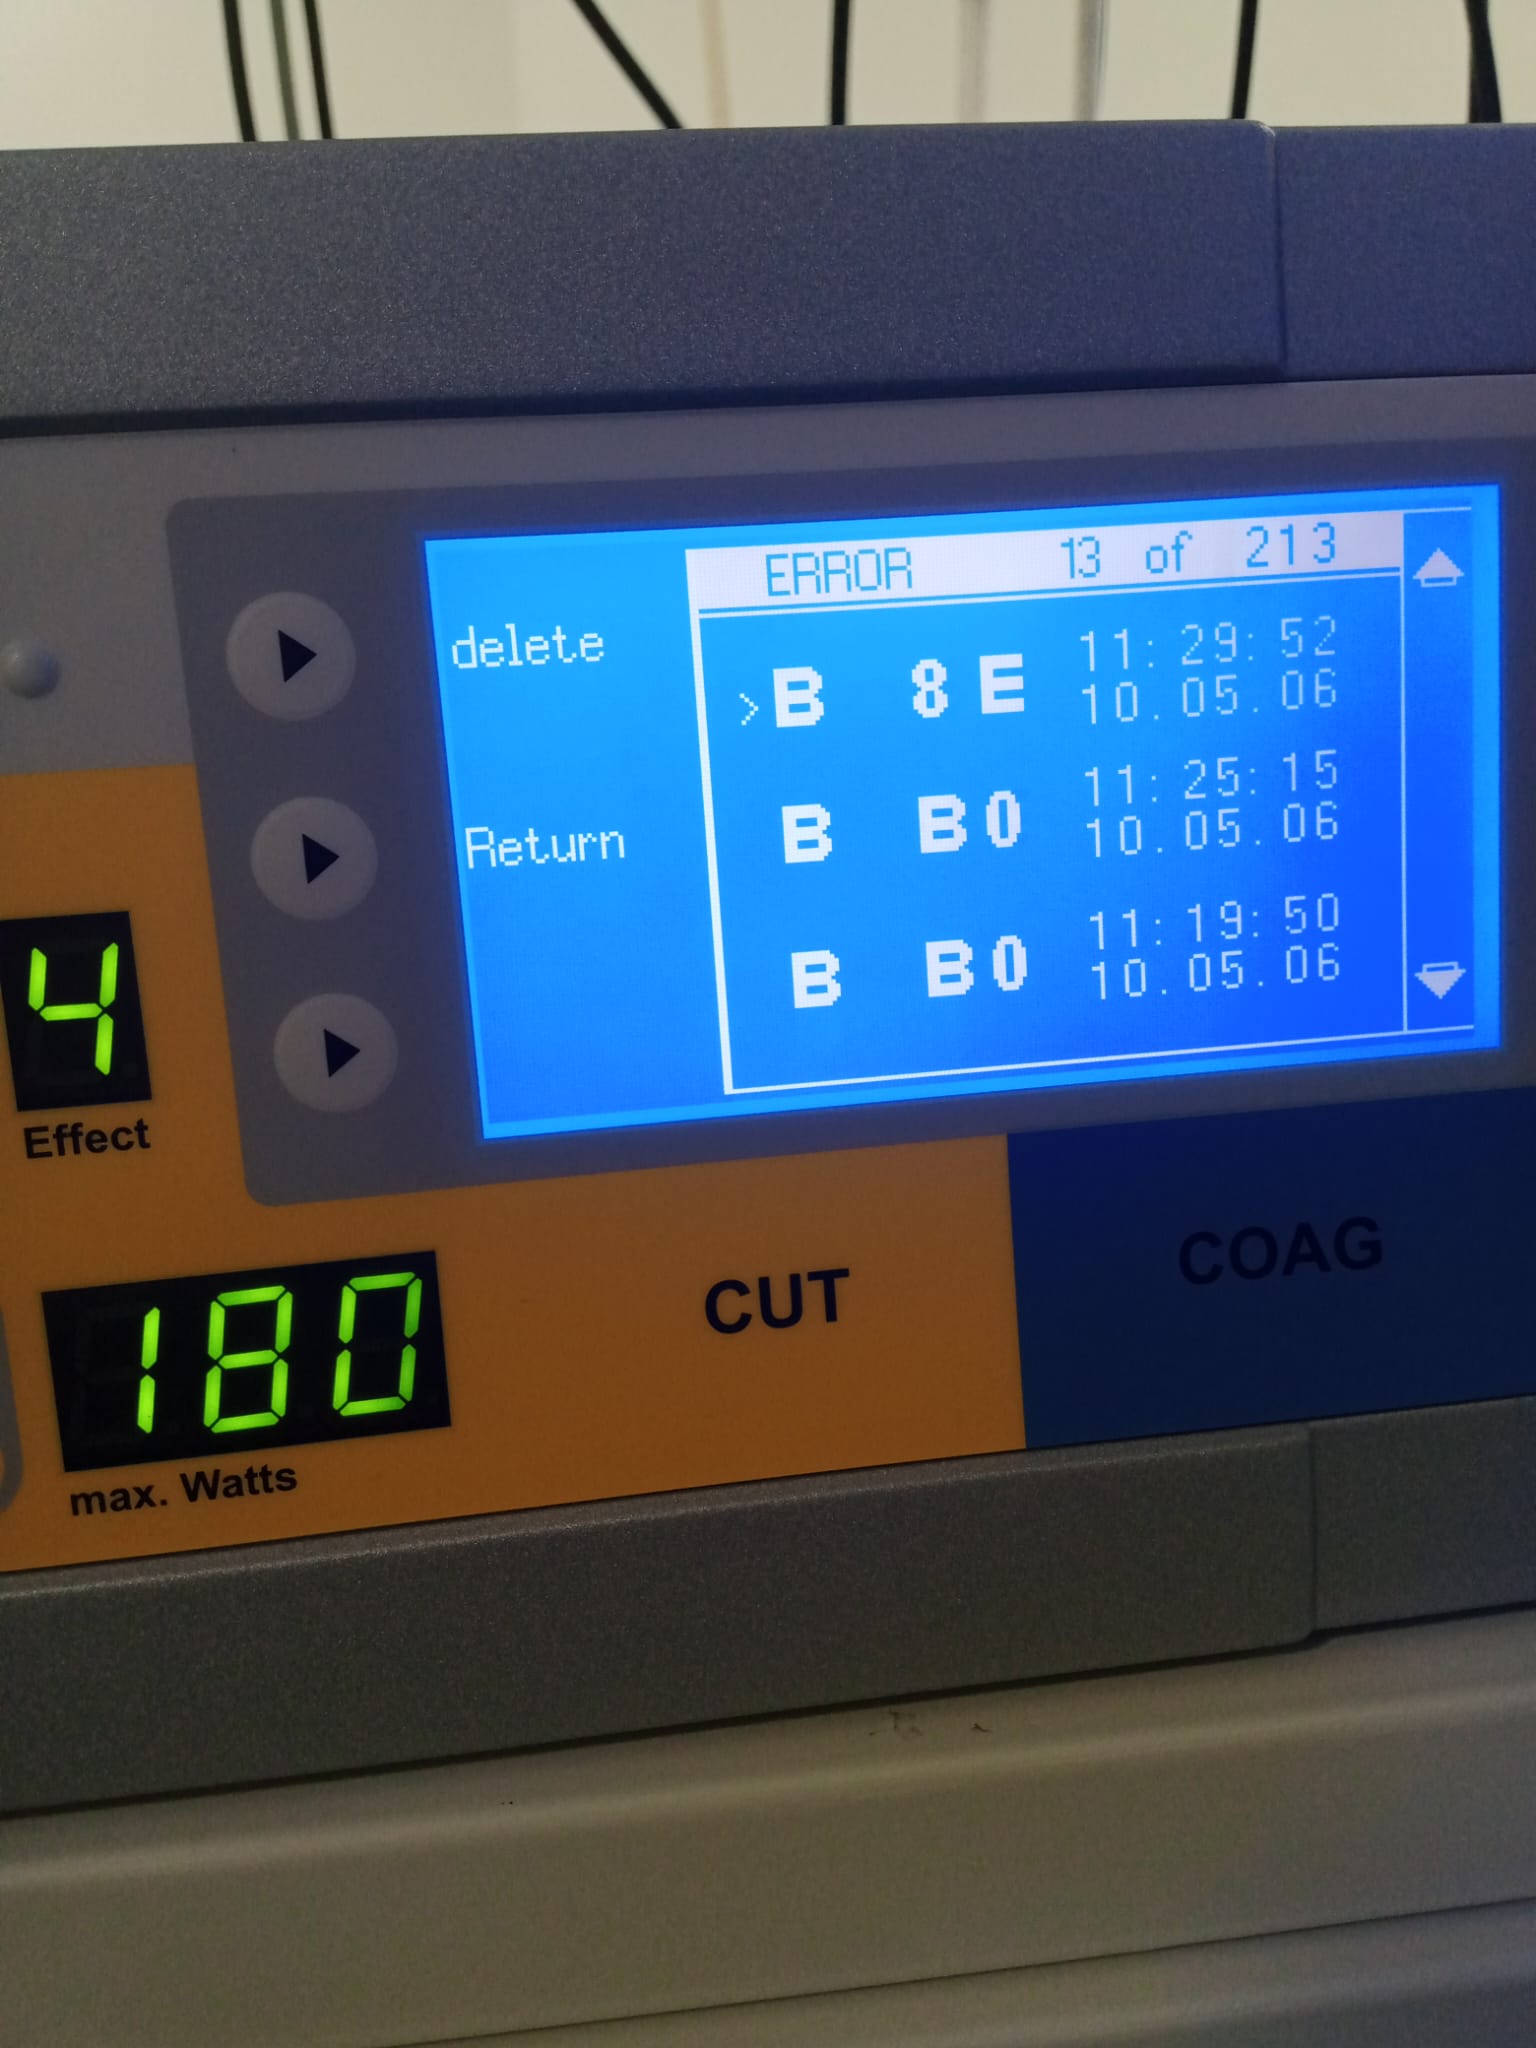 ERROR 13 of 213
delete
>B 8E 11:29:52
10.05.06
Return
B B0 11:25:15
10.05.06
B B0 11:19:50
10.05.06
4
Effect
180
max. Watts
CUT
COAG